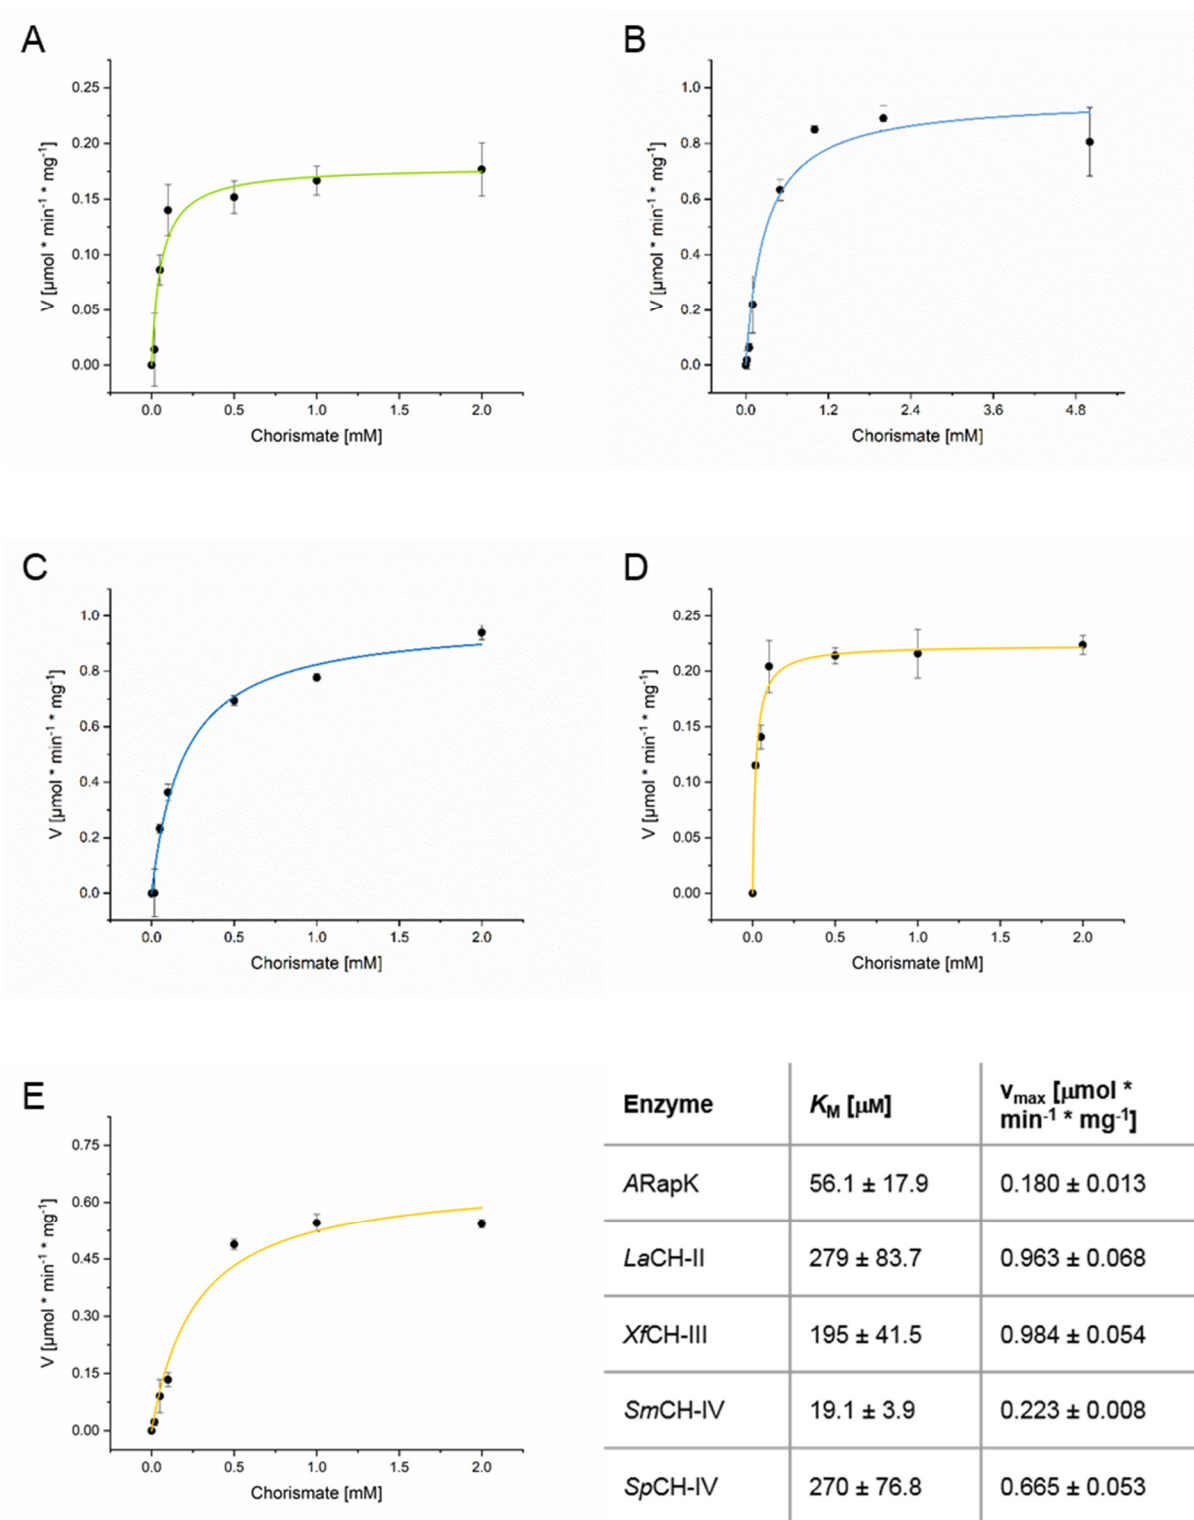 A
0.25
0.20
0.15
0.10
0.05
0.00
V [µmol * min⁻¹ * mg⁻¹]
0.0 0.5 1.0 1.5 2.0
Chorismate [mM]
B
1.0
0.8
0.6
0.4
0.2
0.0
V [µmol * min⁻¹ * mg⁻¹]
0.0 1.2 2.4 3.6 4.8
Chorismate [mM]
C
1.0
0.8
0.6
0.4
0.2
0.0
V [µmol * min⁻¹ * mg⁻¹]
0.0 0.5 1.0 1.5 2.0
Chorismate [mM]
D
0.25
0.20
0.15
0.10
0.05
0.00
V [µmol * min⁻¹ * mg⁻¹]
0.0 0.5 1.0 1.5 2.0
Chorismate [mM]
E
0.75
0.60
0.45
0.30
0.15
0.00
V [µmol * min⁻¹ * mg⁻¹]
0.0 0.5 1.0 1.5 2.0
Chorismate [mM]
Enzyme KM [µM] vmax [µmol *
min⁻¹ * mg⁻¹]
ARapK 56.1 ± 17.9 0.180 ± 0.013
LaCH-II 279 ± 83.7 0.963 ± 0.068
XfCH-III 195 ± 41.5 0.984 ± 0.054
SmCH-IV 19.1 ± 3.9 0.223 ± 0.008
SpCH-IV 270 ± 76.8 0.665 ± 0.053